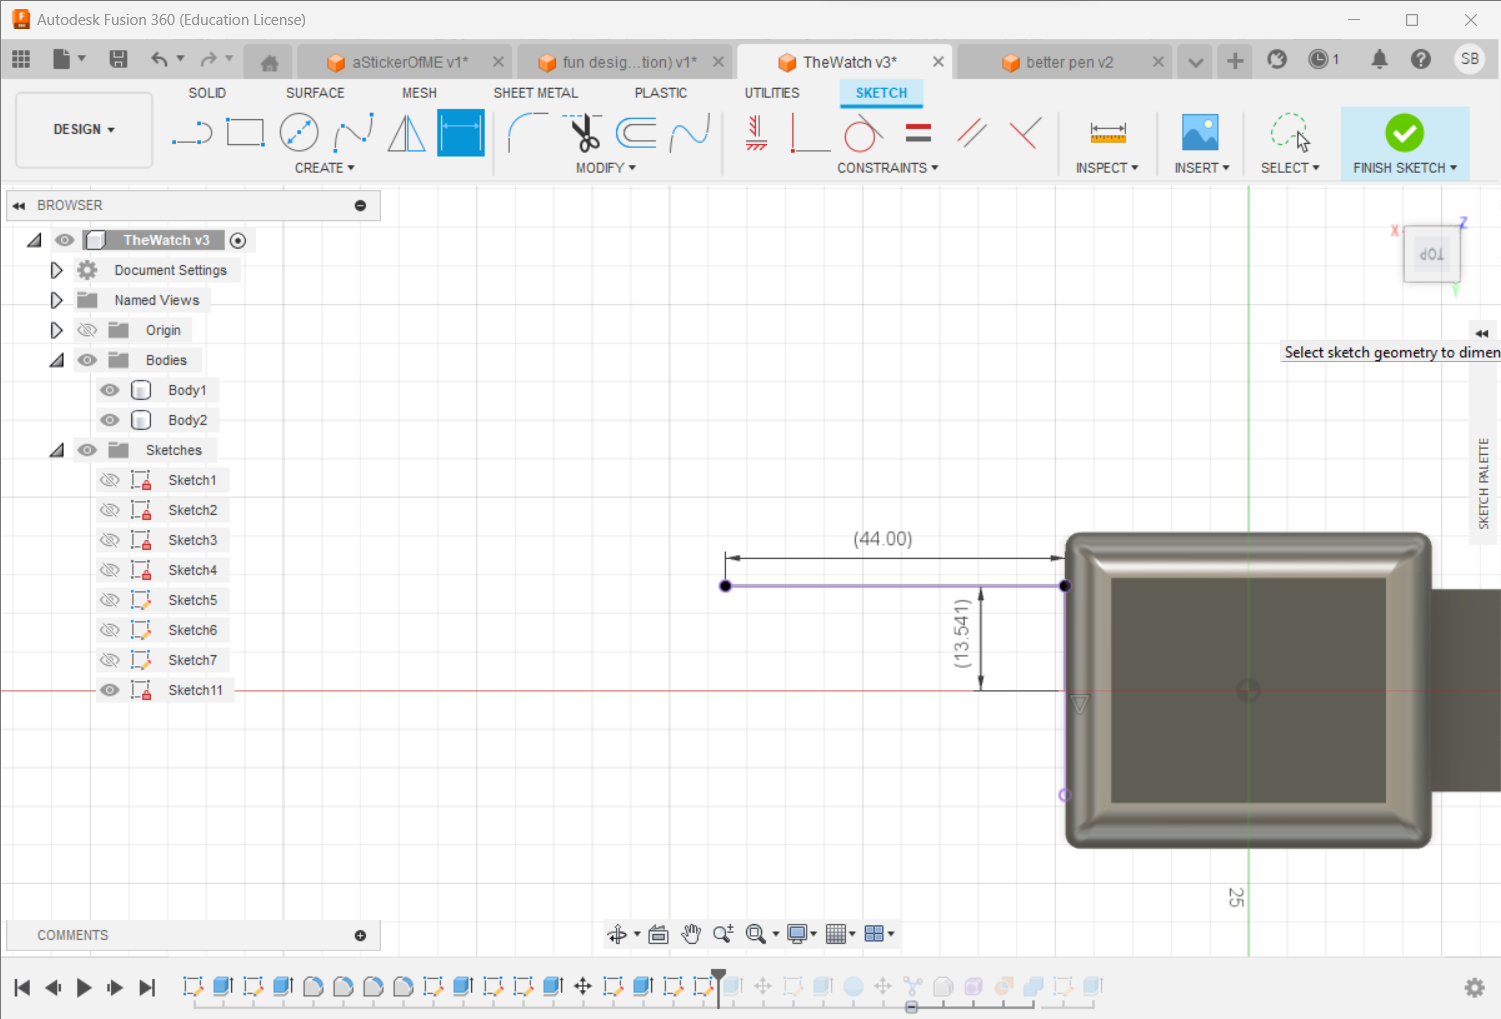 Autodesk Fusion 360 (Education License)
aStickerOfME v1*
fun desig...tion) v1*
TheWatch v3*
better pen v2
1
SB
SOLID
SURFACE
MESH
SHEET METAL
PLASTIC
UTILITIES
SKETCH
DESIGN
CREATE
MODIFY
CONSTRAINTS
INSPECT
INSERT
SELECT
FINISH SKETCH
BROWSER
TheWatch v3
Document Settings
Named Views
Origin
Bodies
Body1
Body2
Sketches
Sketch1
Sketch2
Sketch3
Sketch4
Sketch5
Sketch6
Sketch7
Sketch11
X
Z
TOP
Y
Select sketch geometry to dimen
SKETCH PALETTE
(44.00)
(13.541)
25
COMMENTS